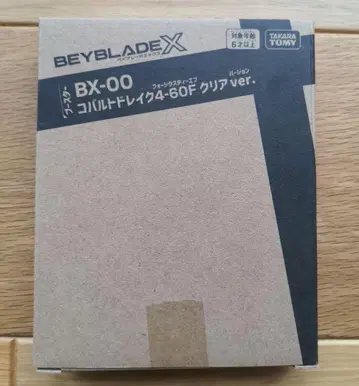 BEYBLADE X
ベイブレードエックス
対象年齢
6才以上
TAKARA
TOMY
ブースター
BX-00
フォーシクスティーエフ
バージョン
コバルトドレイク4-60F クリアver.